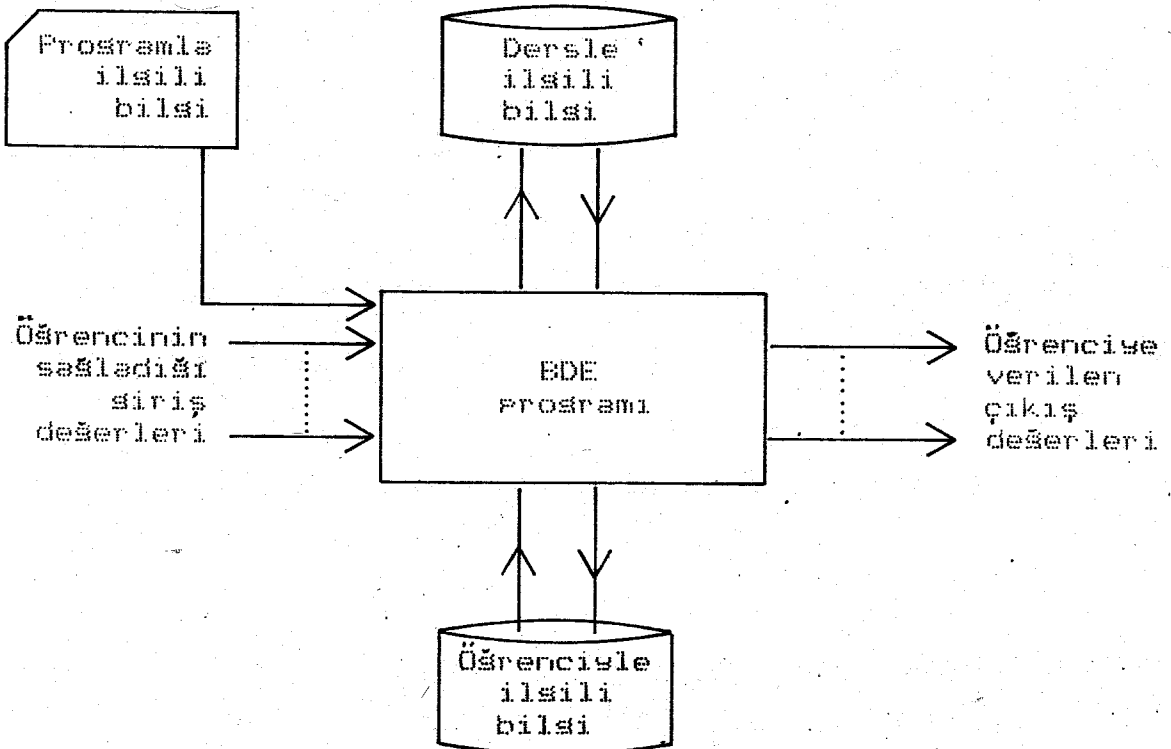 Programla
ilgili
bilgi
Dersle
ilgili
bilgi
Öğrencinin
sağladığı
giriş
değerleri
BDE
programı
Öğrenciye
verilen
çıkış
değerleri
Öğrenciyle
ilgili
bilgi